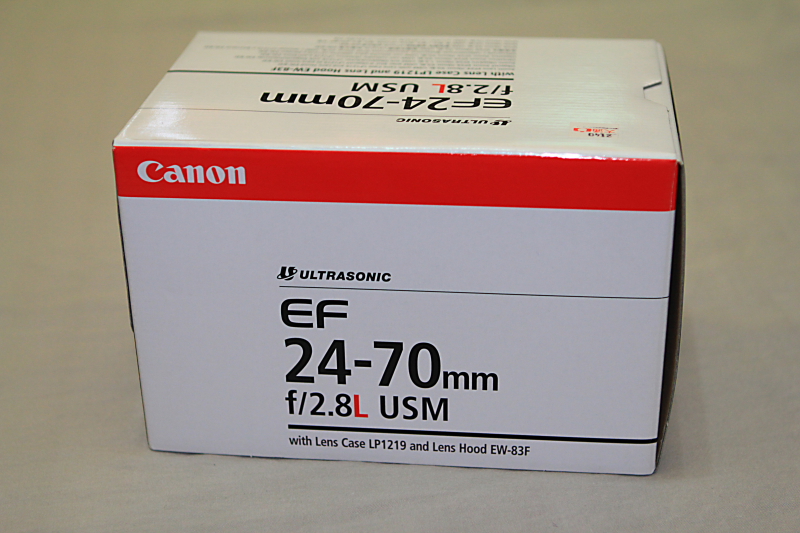 with Lens Case LP1219 and Lens Hood EW-83F
f/2.8L USM
EF24-70mm
ULTRASONIC
Canon
ULTRASONIC
EF
24-70mm
f/2.8L USM
with Lens Case LP1219 and Lens Hood EW-83F